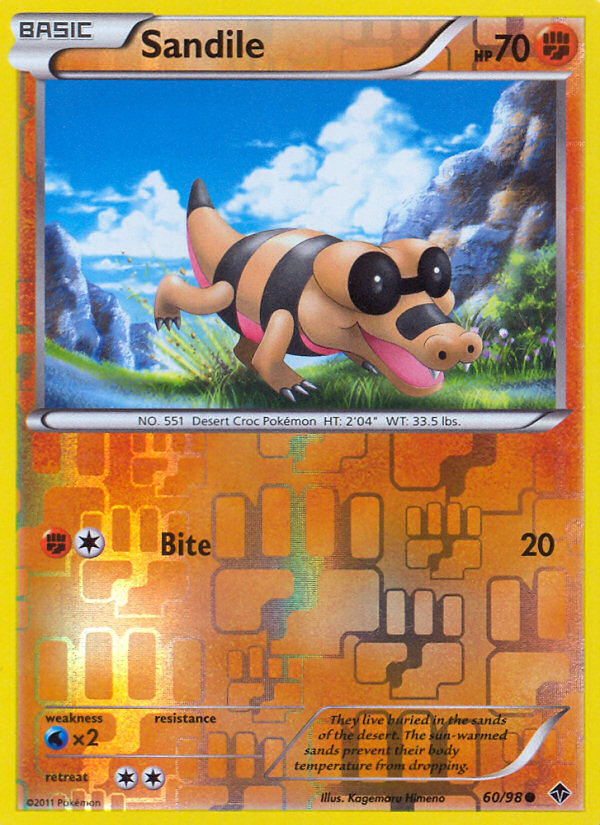 BASIC
Sandile
HP 70
NO. 551 Desert Croc Pokémon HT: 2'04" WT: 33.5 lbs.
Bite 20
weakness resistance
×2
They live buried in the sands
of the desert. The sun-warmed
sands prevent their body
temperature from dropping.
retreat
©2011 Pokémon
Illus. Kagemaru Himeno 60/98